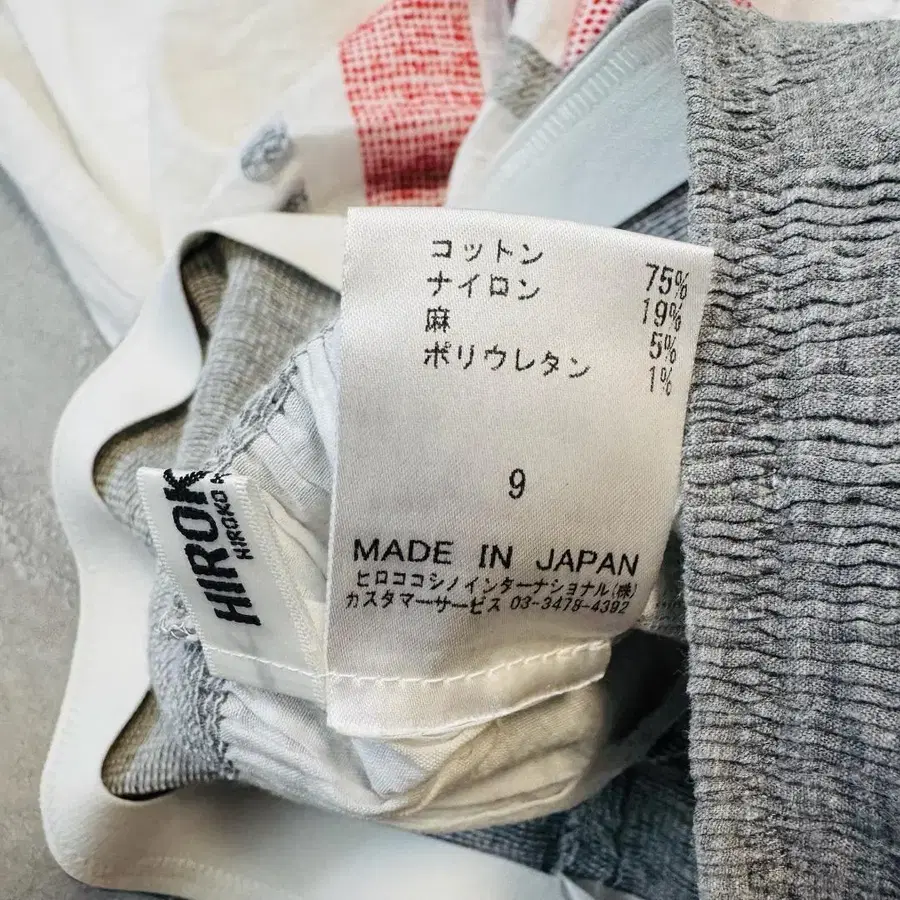 コットン 75%
ナイロン 19%
麻 5%
ポリウレタン 1%
9
MADE IN JAPAN
ヒロココシノインターナショナル(株)
カスタマーサービス 03-3478-4392
HIROK
HIROKO